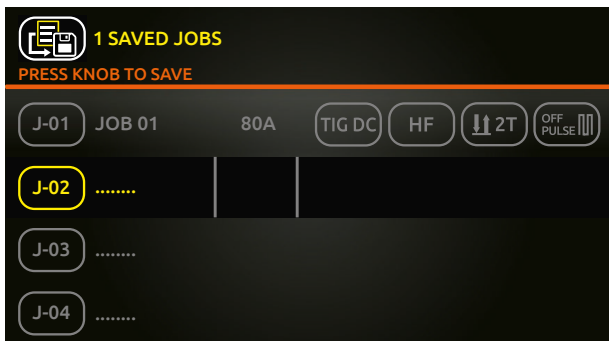 1 SAVED JOBS
PRESS KNOB TO SAVE
J-01 JOB 01 80A TIG DC HF 2T OFF PULSE
J-02 ........
J-03 ........
J-04 ........